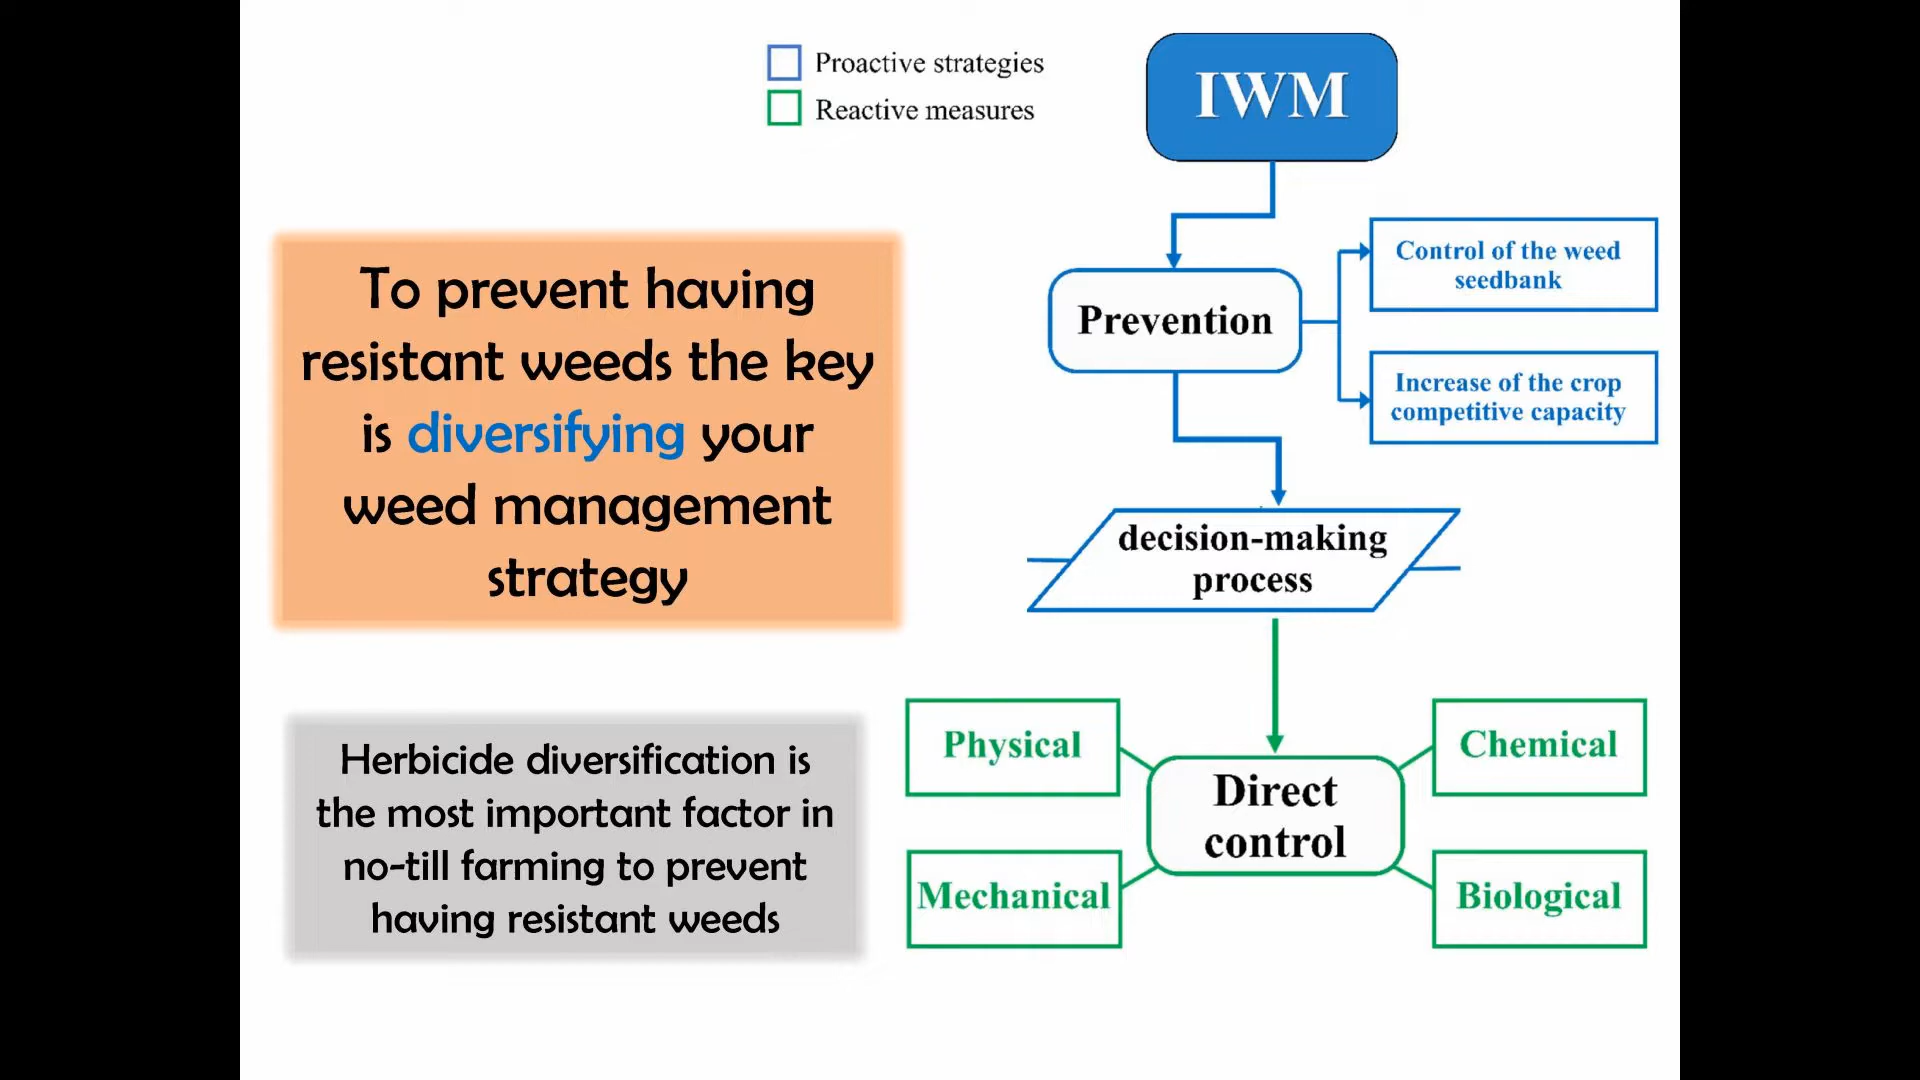 Proactive strategies
Reactive measures
IWM
To prevent having
resistant weeds the key
is diversifying your
weed management
strategy
Prevention
Control of the weed
seedbank
Increase of the crop
competitive capacity
decision-making
process
Herbicide diversification is
the most important factor in
no-till farming to prevent
having resistant weeds
Physical
Chemical
Direct
control
Mechanical
Biological